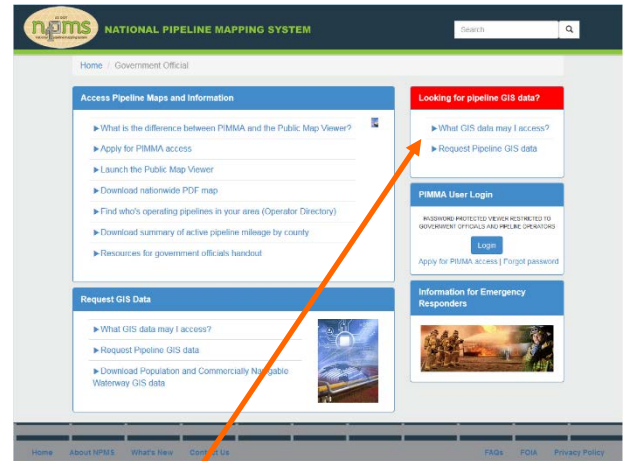 npms
NATIONAL PIPELINE MAPPING SYSTEM
Search
Home / Government Official
Access Pipeline Maps and Information
▶What is the difference between PIMMA and the Public Map Viewer?
▶Apply for PIMMA access
▶Launch the Public Map Viewer
▶Download nationwide PDF map
▶Find who's operating pipelines in your area (Operator Directory)
▶Download summary of active pipeline mileage by county
▶Resources for government officials handout
Looking for pipeline GIS data?
▶What GIS data may I access?
▶Request Pipeline GIS data
PIMMA User Login
PASSWORD PROTECTED VIEWER RESTRICTED TO
GOVERNMENT OFFICIALS AND PIPELINE OPERATORS
Login
Apply for PIMMA access | Forgot password
Request GIS Data
▶What GIS data may I access?
▶Request Pipeline GIS data
▶Download Population and Commercially Navigable
Waterway GIS data
Information for Emergency
Responders
Home About NPMS What's New Contact Us FAQs FOIA Privacy Policy